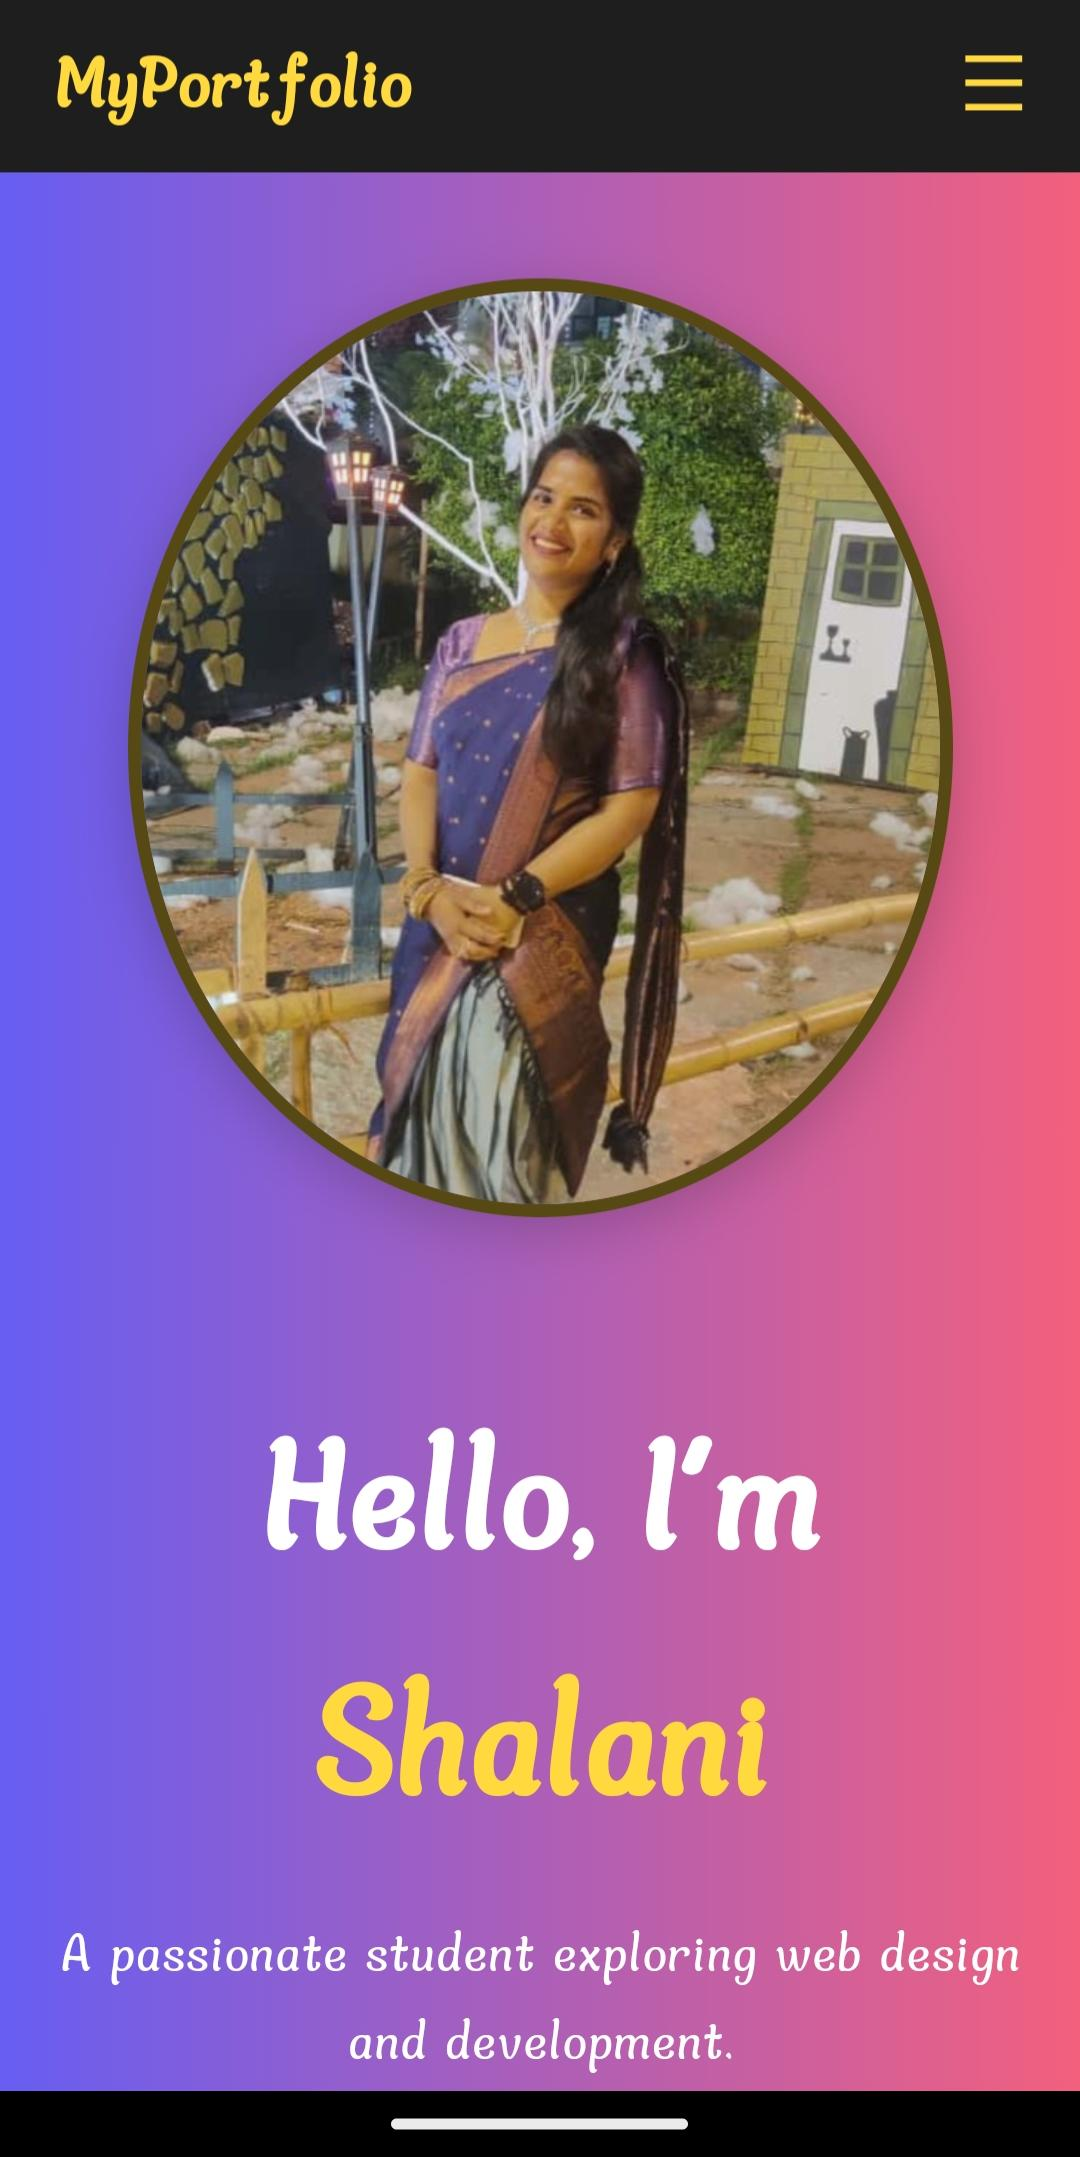 MyPortfolio
Hello, I'm
Shalani
A passionate student exploring web design
and development.